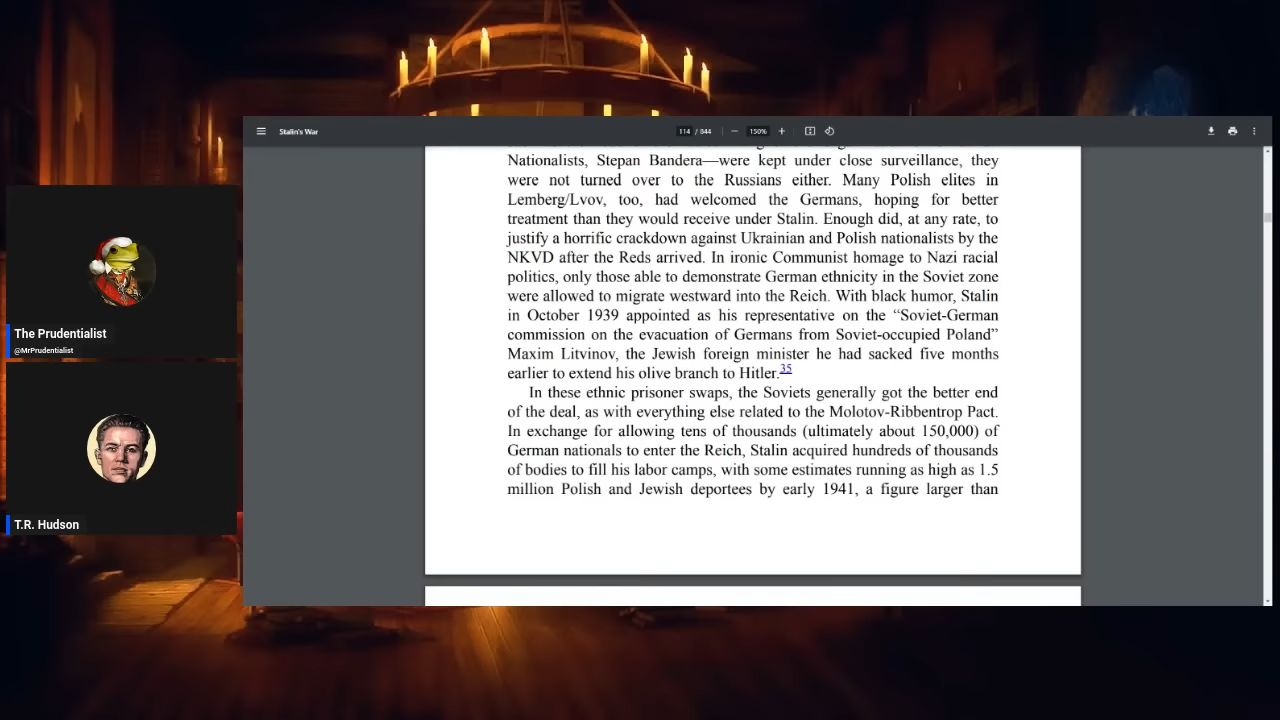 Stalin's War
114 / 844
150%
Nationalists, Stepan Bandera—were kept under close surveillance, they
were not turned over to the Russians either. Many Polish elites in
Lemberg/Lvov, too, had welcomed the Germans, hoping for better
treatment than they would receive under Stalin. Enough did, at any rate, to
justify a horrific crackdown against Ukrainian and Polish nationalists by the
NKVD after the Reds arrived. In ironic Communist homage to Nazi racial
politics, only those able to demonstrate German ethnicity in the Soviet zone
were allowed to migrate westward into the Reich. With black humor, Stalin
in October 1939 appointed as his representative on the “Soviet-German
commission on the evacuation of Germans from Soviet-occupied Poland”
Maxim Litvinov, the Jewish foreign minister he had sacked five months
earlier to extend his olive branch to Hitler.35
In these ethnic prisoner swaps, the Soviets generally got the better end
of the deal, as with everything else related to the Molotov-Ribbentrop Pact.
In exchange for allowing tens of thousands (ultimately about 150,000) of
German nationals to enter the Reich, Stalin acquired hundreds of thousands
of bodies to fill his labor camps, with some estimates running as high as 1.5
million Polish and Jewish deportees by early 1941, a figure larger than
The Prudentialist
@MrPrudentialist
T.R. Hudson